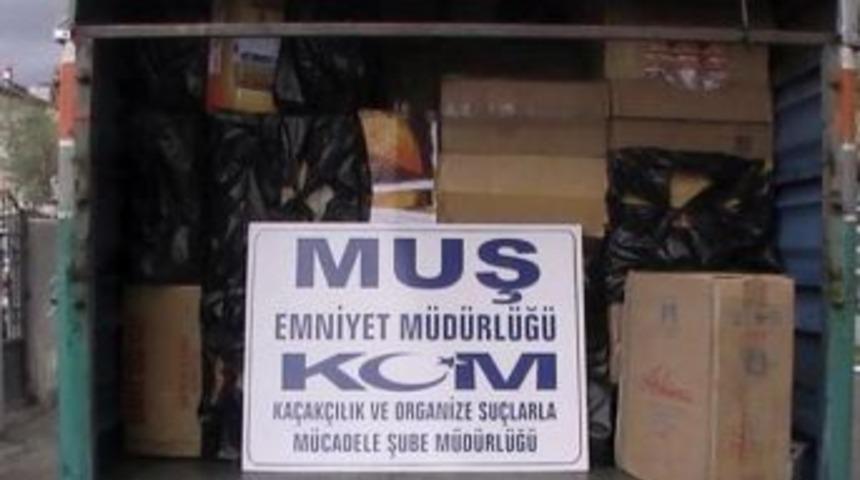 MUŞ
EMNİYET MÜDÜRLÜĞÜ
KOM
KAÇAKÇILIK VE ORGANİZE SUÇLARLA
MÜCADELE ŞUBE MÜDÜRLÜĞÜ